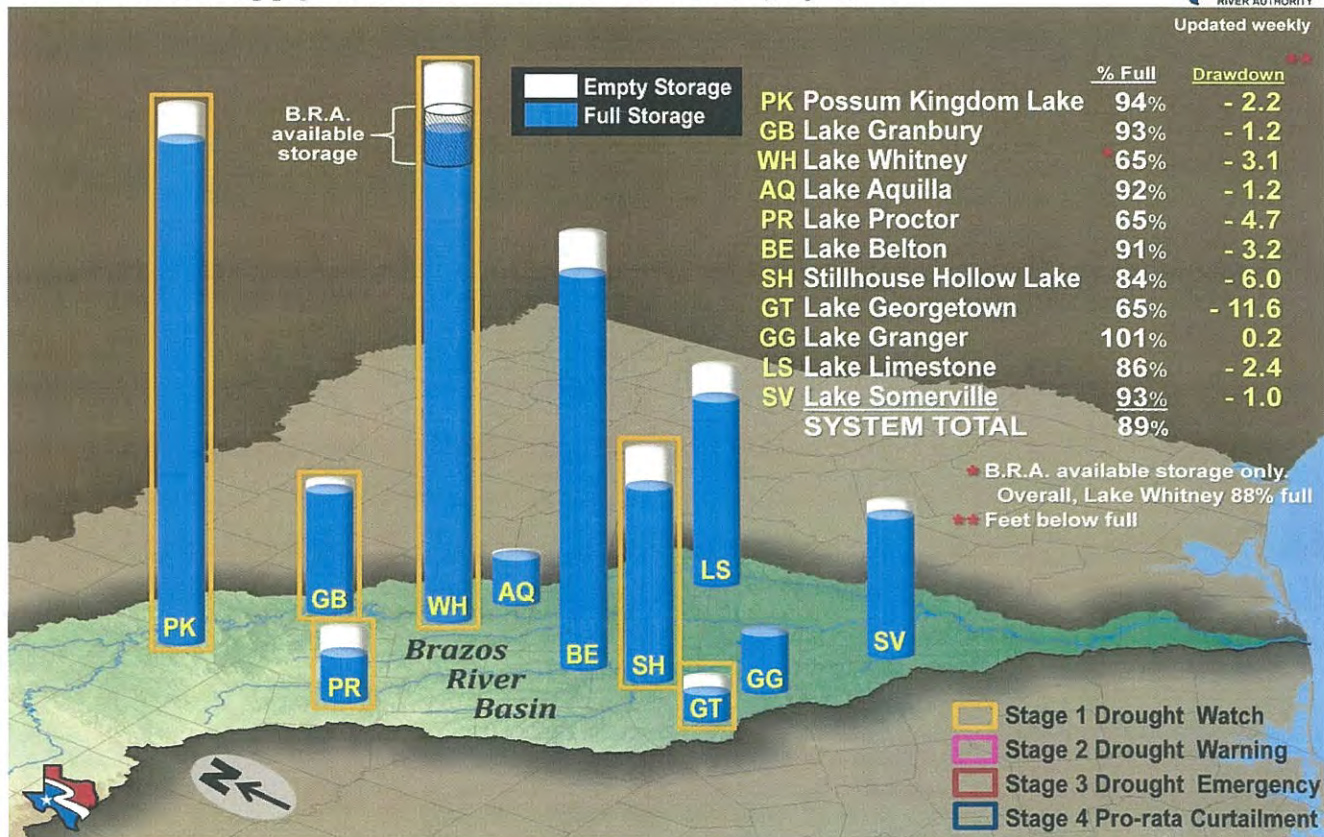 RIVER AUTHORITY
Updated weekly
Empty Storage
Full Storage
B.R.A.
available
storage
% Full Drawdown **
PK Possum Kingdom Lake 94% - 2.2
GB Lake Granbury 93% - 1.2
WH Lake Whitney *65% - 3.1
AQ Lake Aquilla 92% - 1.2
PR Lake Proctor 65% - 4.7
BE Lake Belton 91% - 3.2
SH Stillhouse Hollow Lake 84% - 6.0
GT Lake Georgetown 65% - 11.6
GG Lake Granger 101% 0.2
LS Lake Limestone 86% - 2.4
SV Lake Somerville 93% - 1.0
SYSTEM TOTAL 89%
* B.R.A. available storage only.
Overall, Lake Whitney 88% full
** Feet below full
PK
GB
WH
AQ
LS
PR
BE
SH
GT
GG
SV
Brazos
River
Basin
N
Stage 1 Drought Watch
Stage 2 Drought Warning
Stage 3 Drought Emergency
Stage 4 Pro-rata Curtailment